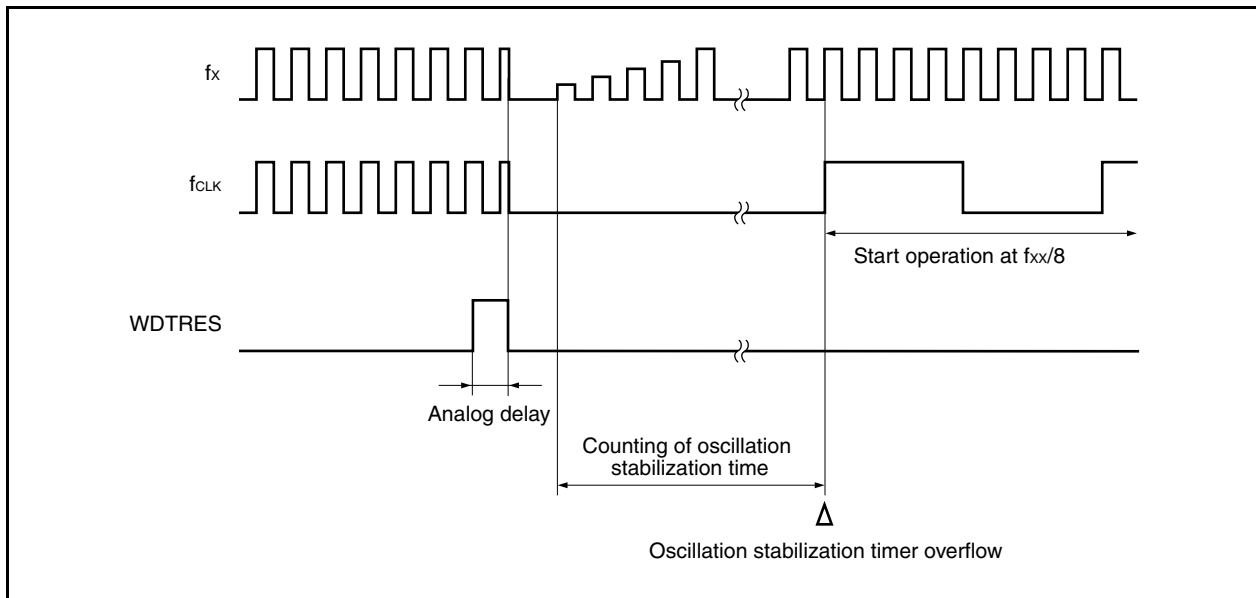 fX
fCLK
Start operation at fXX/8
WDTRES
Analog delay
Counting of oscillation
stabilization time
Oscillation stabilization timer overflow